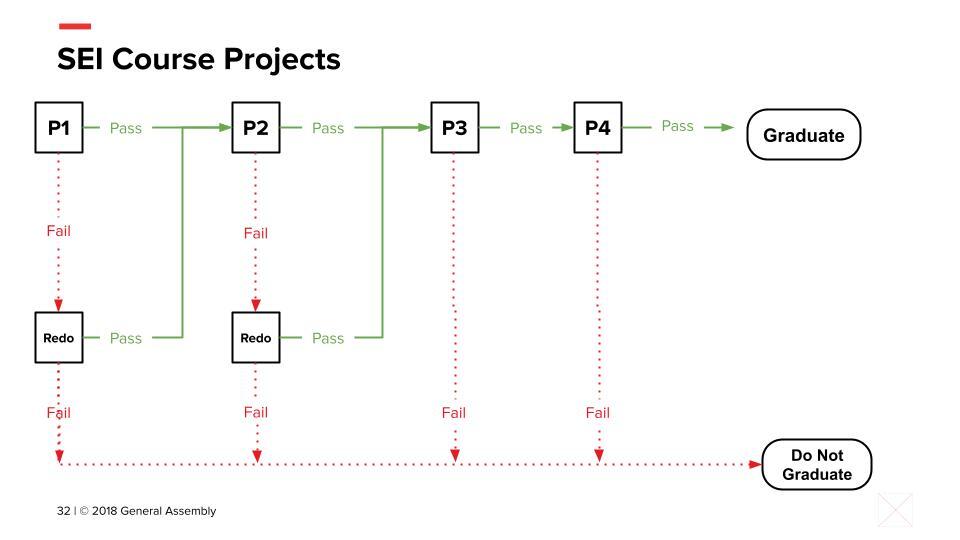 SEI Course Projects
P1
Pass
P2
Pass
P3
Pass
P4
Pass
Graduate
Fail
Fail
Redo
Pass
Redo
Pass
Fail
Fail
Fail
Fail
Do Not
Graduate
32 | © 2018 General Assembly